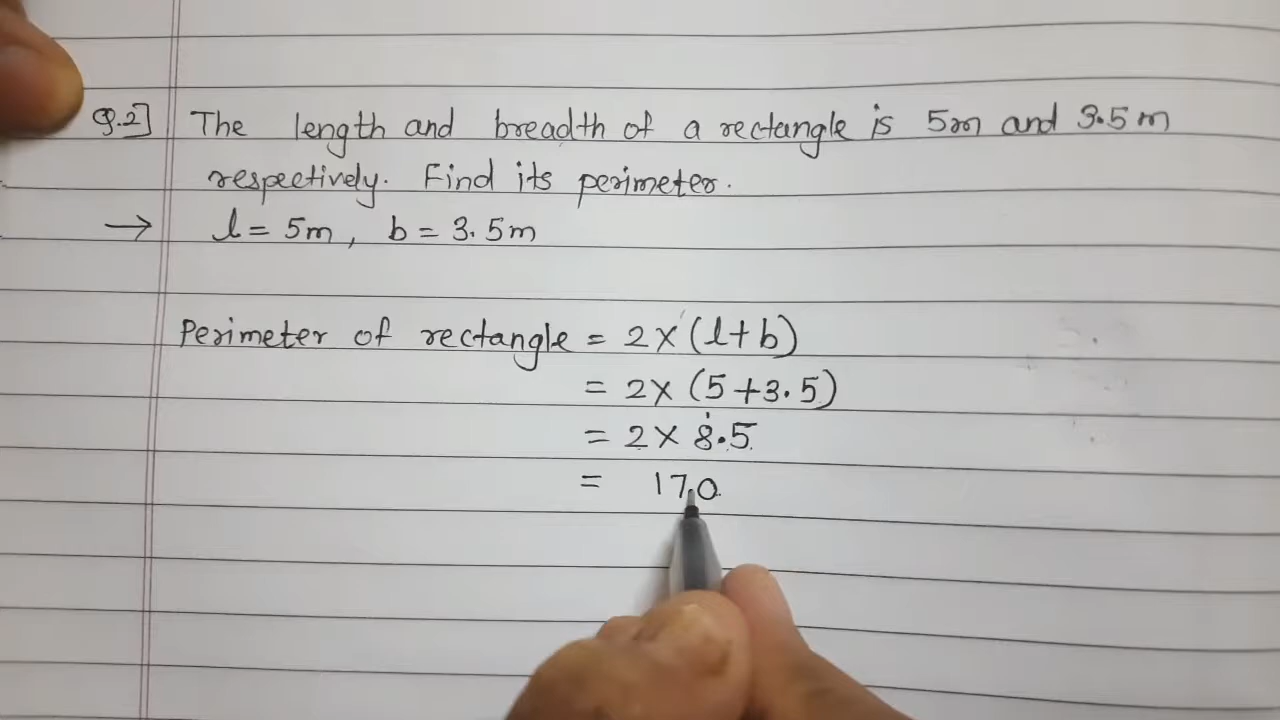 Q.2] The length and breadth of a rectangle is 5m and 3.5m
respectively. Find its perimeter.
→ l = 5m, b = 3.5m
Perimeter of rectangle = 2×(l+b)
= 2×(5+3.5)
= 2×8.5
= 17.0